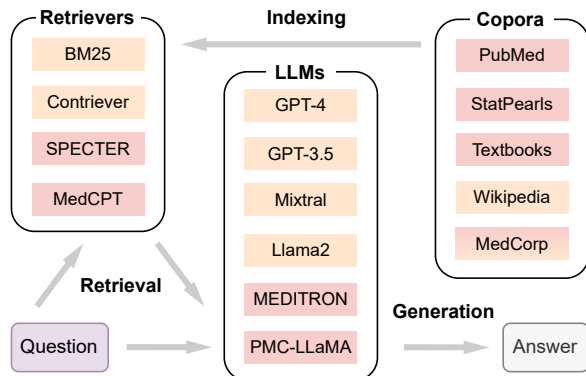 Retrievers
BM25
Contriever
SPECTER
MedCPT
Indexing
LLMs
GPT-4
GPT-3.5
Mixtral
Llama2
MEDITRON
PMC-LLaMA
Copora
PubMed
StatPearls
Textbooks
Wikipedia
MedCorp
Retrieval
Generation
Question
Answer